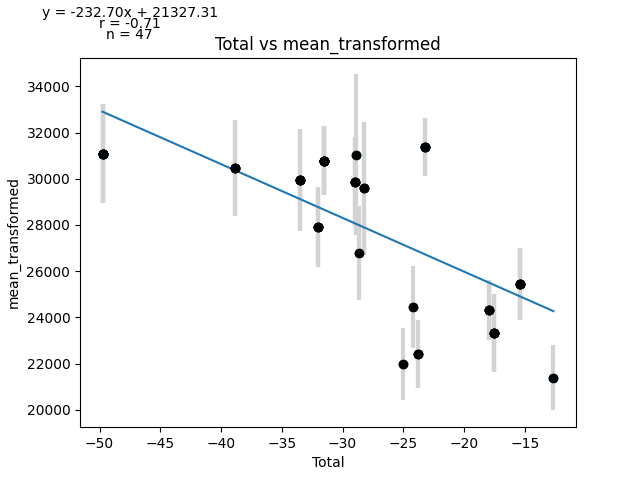 y = -232.70x + 21327.31
r = -0.71
n = 47
Total vs mean_transformed
mean_transformed
34000
32000
30000
28000
26000
24000
22000
20000
−50
−45
−40
−35
−30
−25
−20
−15
Total